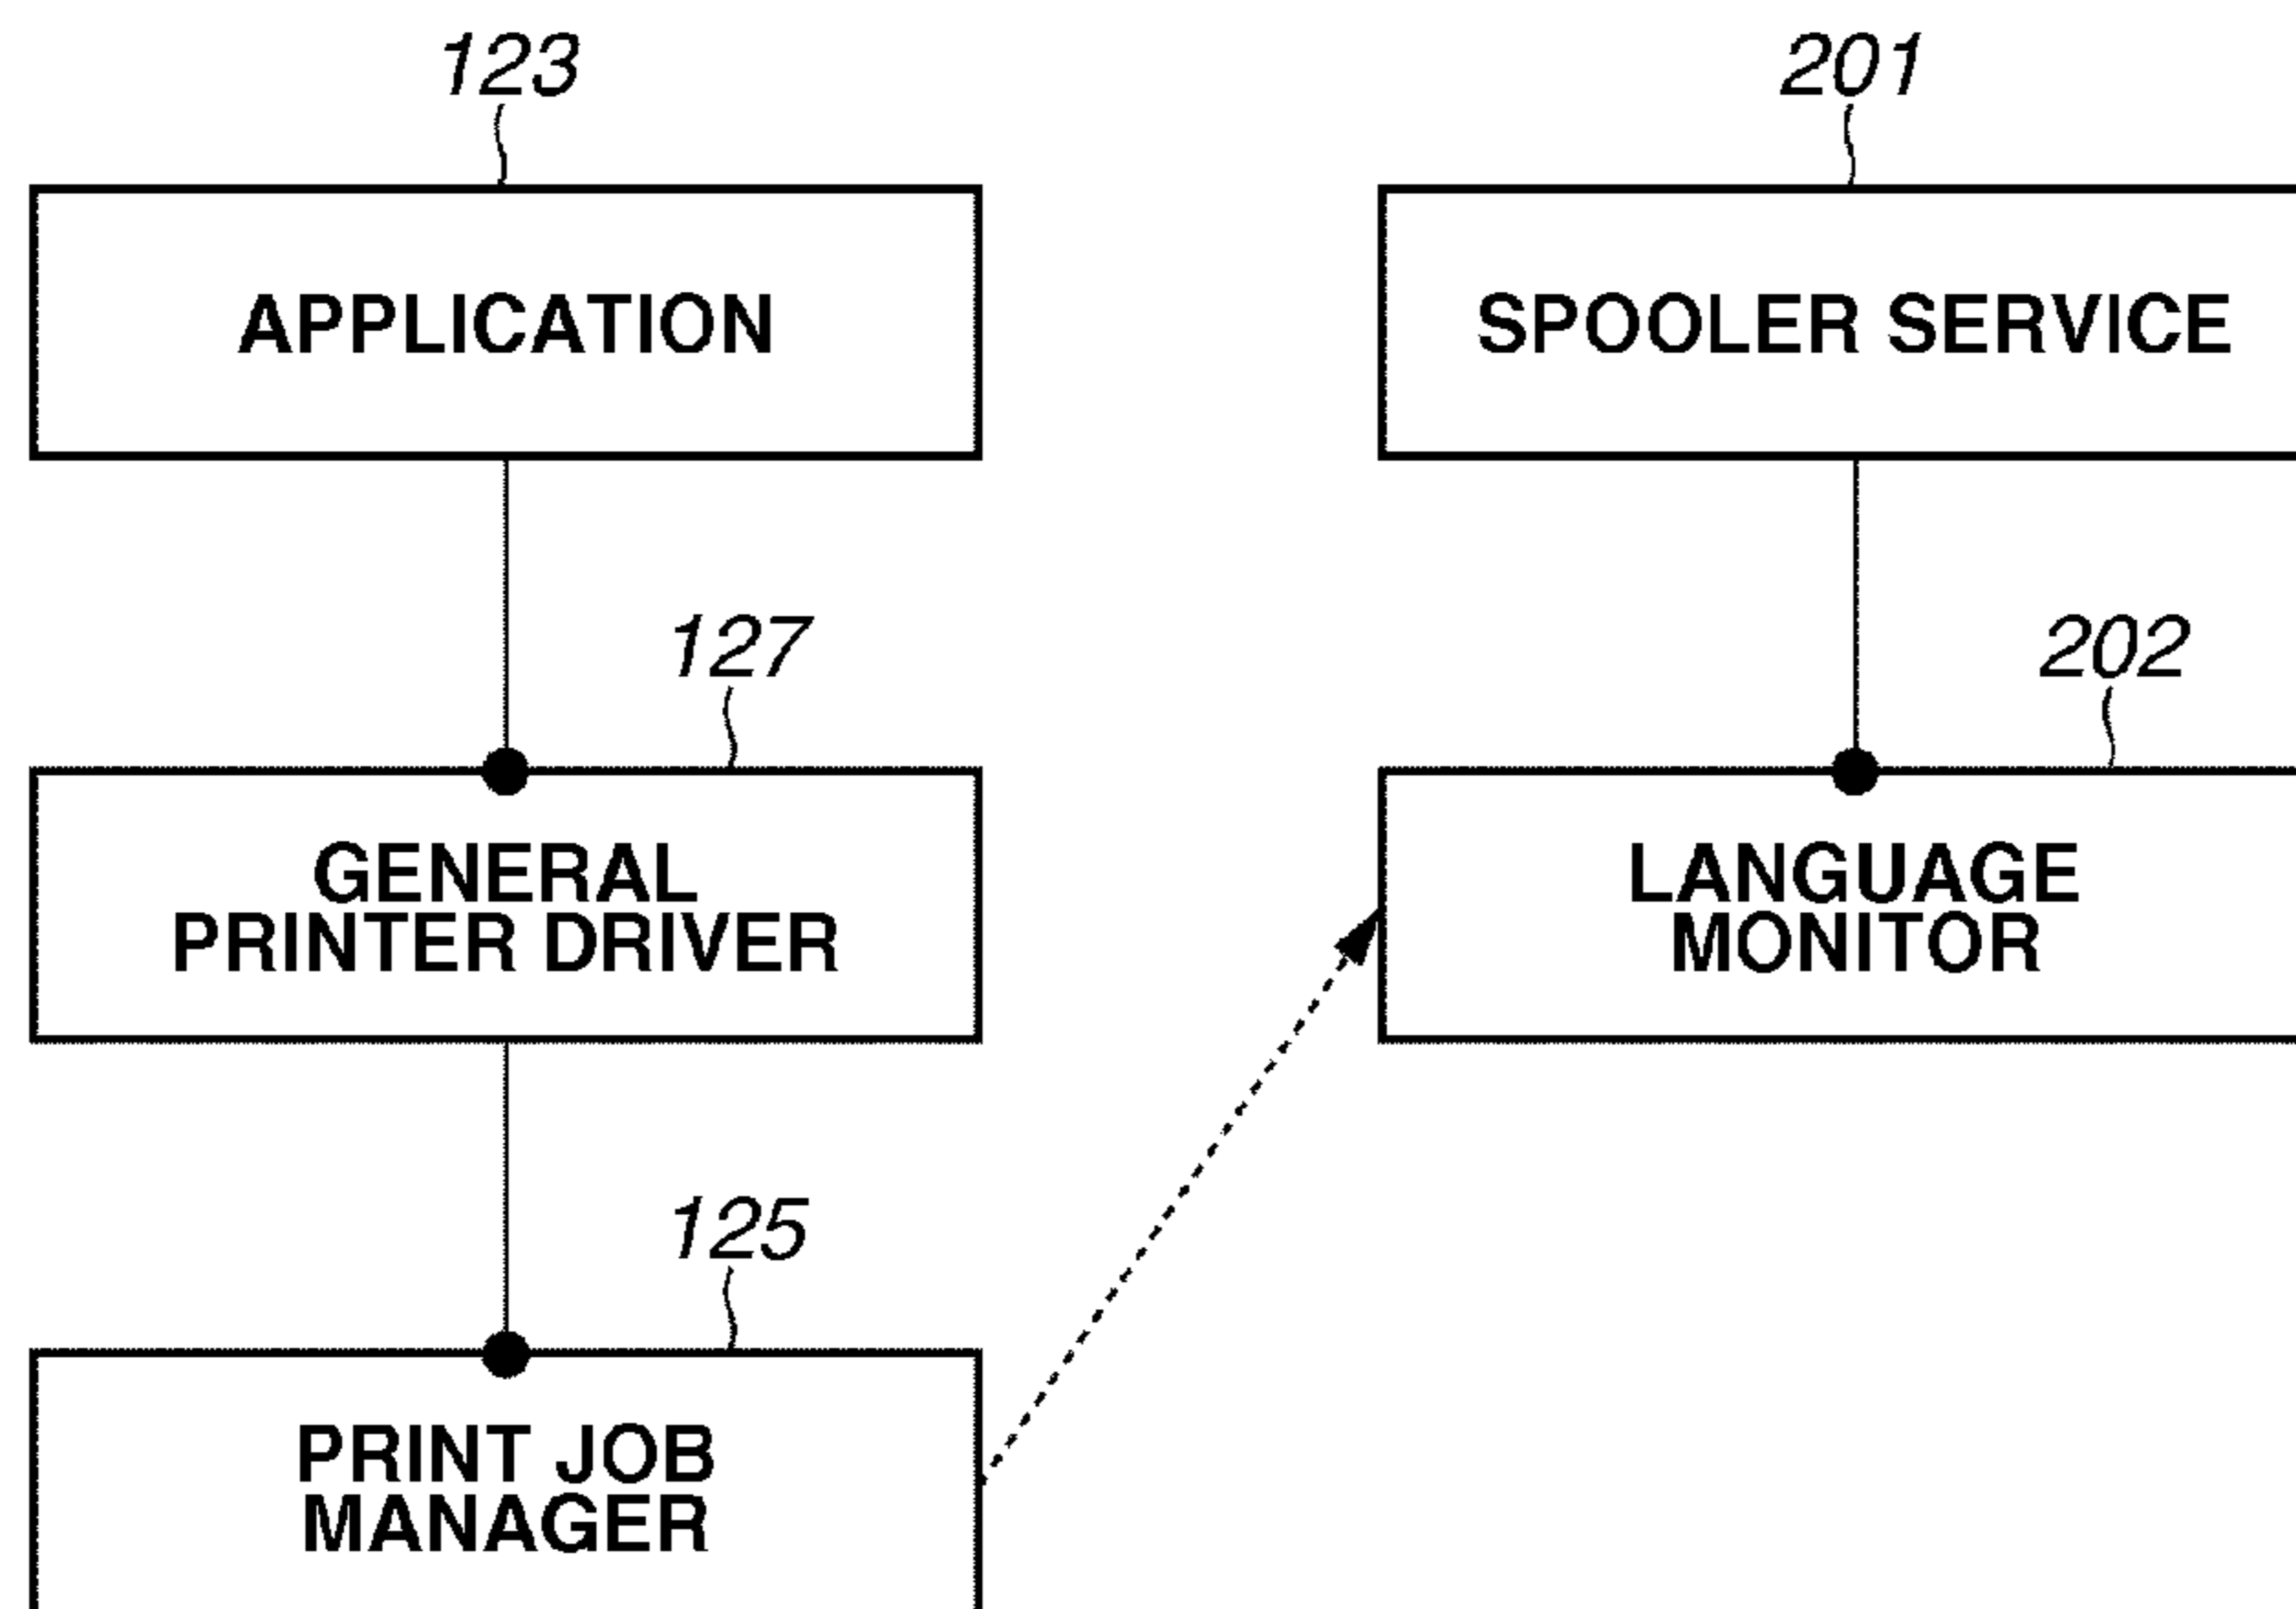 123
APPLICATION
127
GENERAL
PRINTER DRIVER
125
PRINT JOB
MANAGER
201
SPOOLER SERVICE
202
LANGUAGE
MONITOR